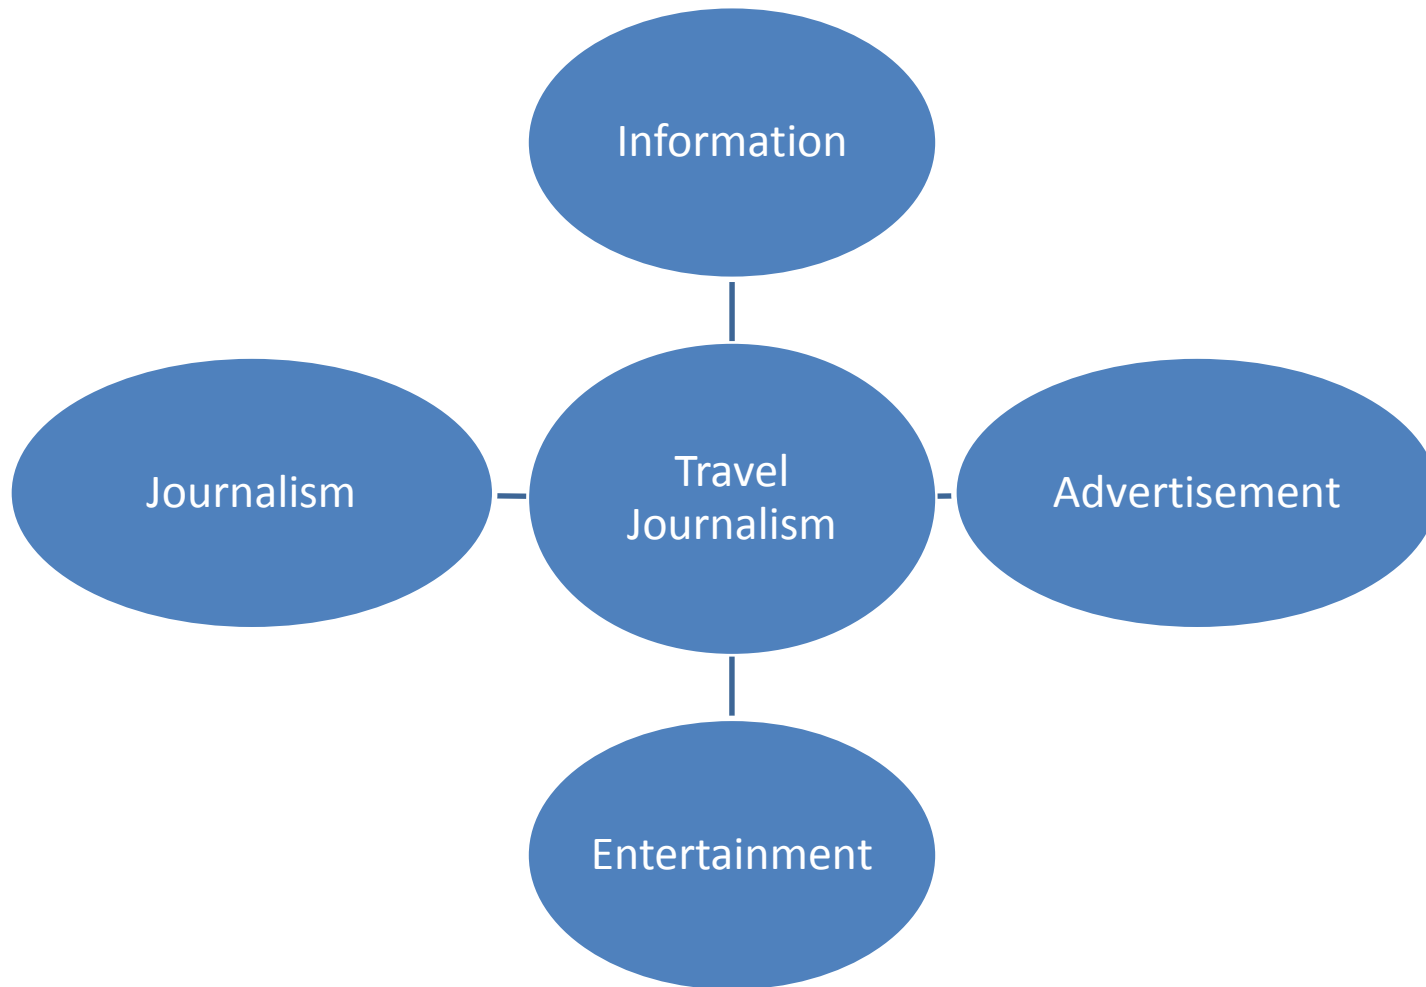 Information
Journalism
Travel
Journalism
Advertisement
Entertainment